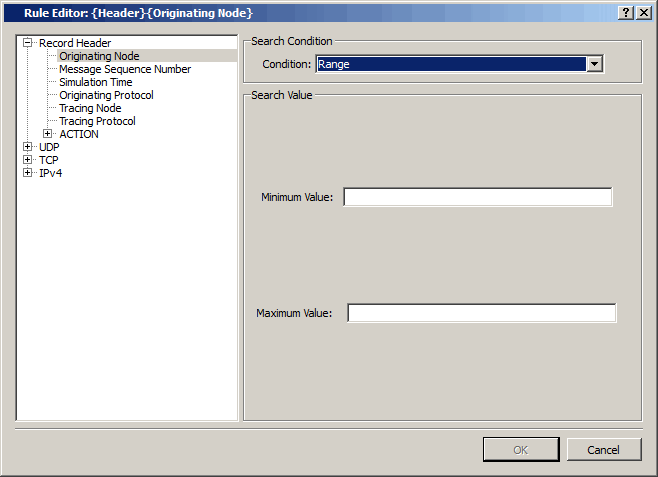 Rule Editor: {Header}{Originating Node}
Record Header
Originating Node
Message Sequence Number
Simulation Time
Originating Protocol
Tracing Node
Tracing Protocol
ACTION
UDP
TCP
IPv4
Search Condition
Condition: Range
Search Value
Minimum Value:
Maximum Value:
OK Cancel